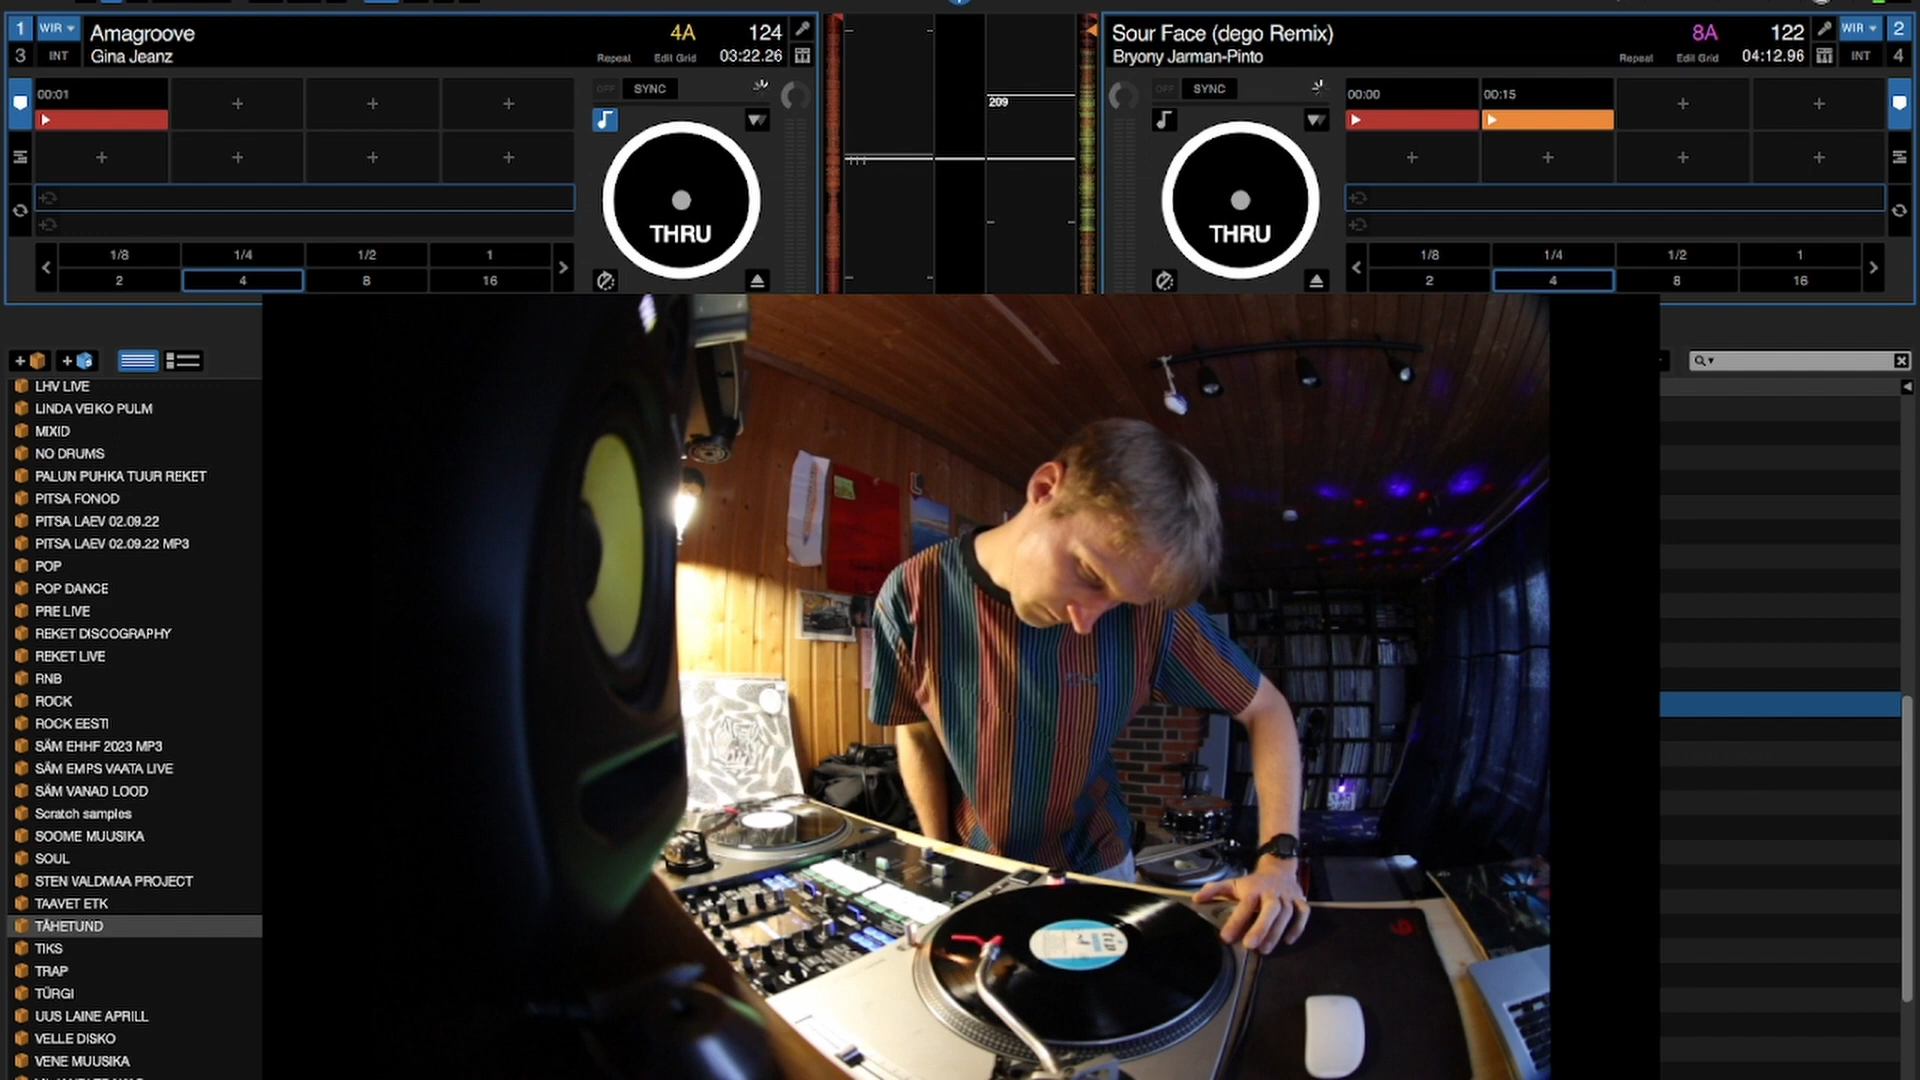 1 WIR Amagroove 4A 124
3 INT Gina Jeanz Repeat Edit Grid 03:22.26
Sour Face (dego Remix) 8A 122 WIR 2
Bryony Jarman-Pinto Repeat Edit Grid 04:12.96 INT 4
00:01
OFF SYNC
THRU
1/8 1/4 1/2 1
2 4 8 16
209
OFF SYNC
THRU
00:00 00:15
1/8 1/4 1/2 1
2 4 8 16
LHV LIVE
LINDA VEIKO PULM
MIXID
NO DRUMS
PALUN PUHKA TUUR REKET
PITSA FONOD
PITSA LAEV 02.09.22
PITSA LAEV 02.09.22 MP3
POP
POP DANCE
PRE LIVE
REKET DISCOGRAPHY
REKET LIVE
RNB
ROCK
ROCK EESTI
SÄM EHHF 2023 MP3
SÄM EMPS VAATA LIVE
SÄM VANAD LOOD
Scratch samples
SOOME MUUSIKA
SOUL
STEN VALDMAA PROJECT
TAAVET ETK
TÄHETUND
TIKS
TRAP
TÜRGI
UUS LAINE APRILL
VELLE DISKO
VENE MUUSIKA